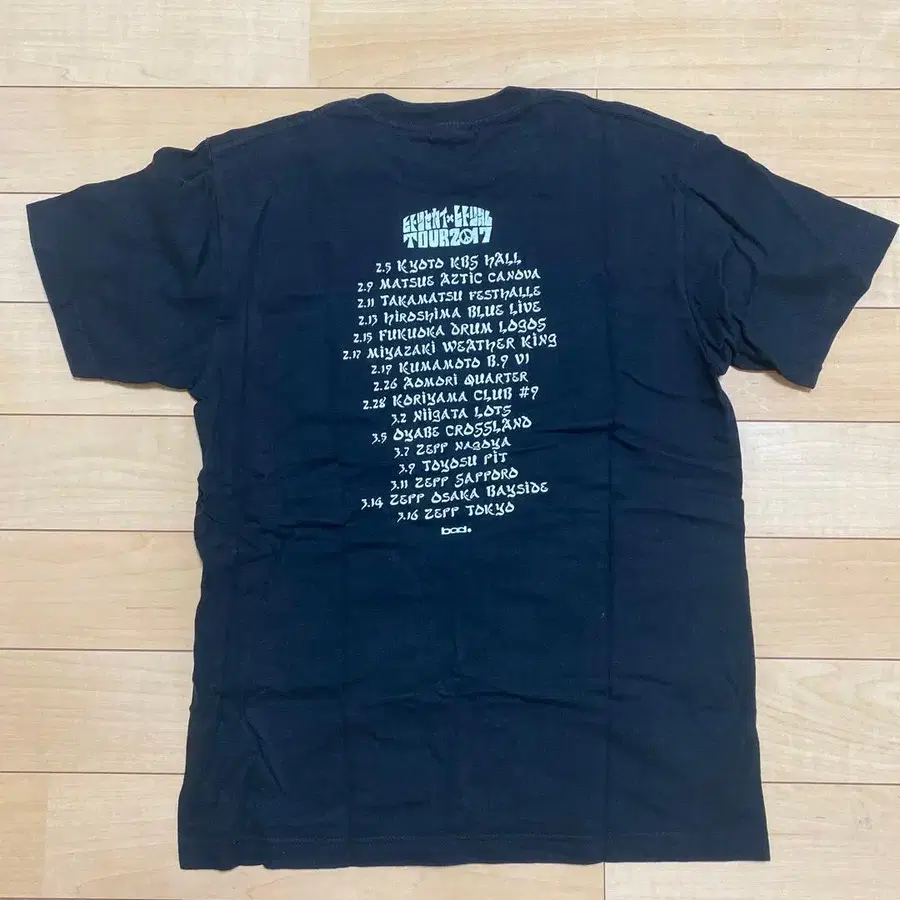 TOUR2017
2.5 KYOTO KBS HALL
2.9 MATSUE AZTIC CANOVA
2.11 TAKAMATSU FESTHALLE
2.13 HIROSHIMA BLUE LIVE
2.15 FUKUOKA DRUM LOGOS
2.17 MIYAZAKI WEATHER KING
2.19 KUMAMOTO B.9 V1
2.26 AOMORI QUARTER
2.28 KORIYAMA CLUB #9
3.2 NIIGATA LOTS
3.5 OYABE CROSSLAND
3.7 ZEPP NAGOYA
3.9 TOYOSU PIT
3.11 ZEPP SAPPORO
3.14 ZEPP OSAKA BAYSIDE
3.16 ZEPP TOKYO
bad.